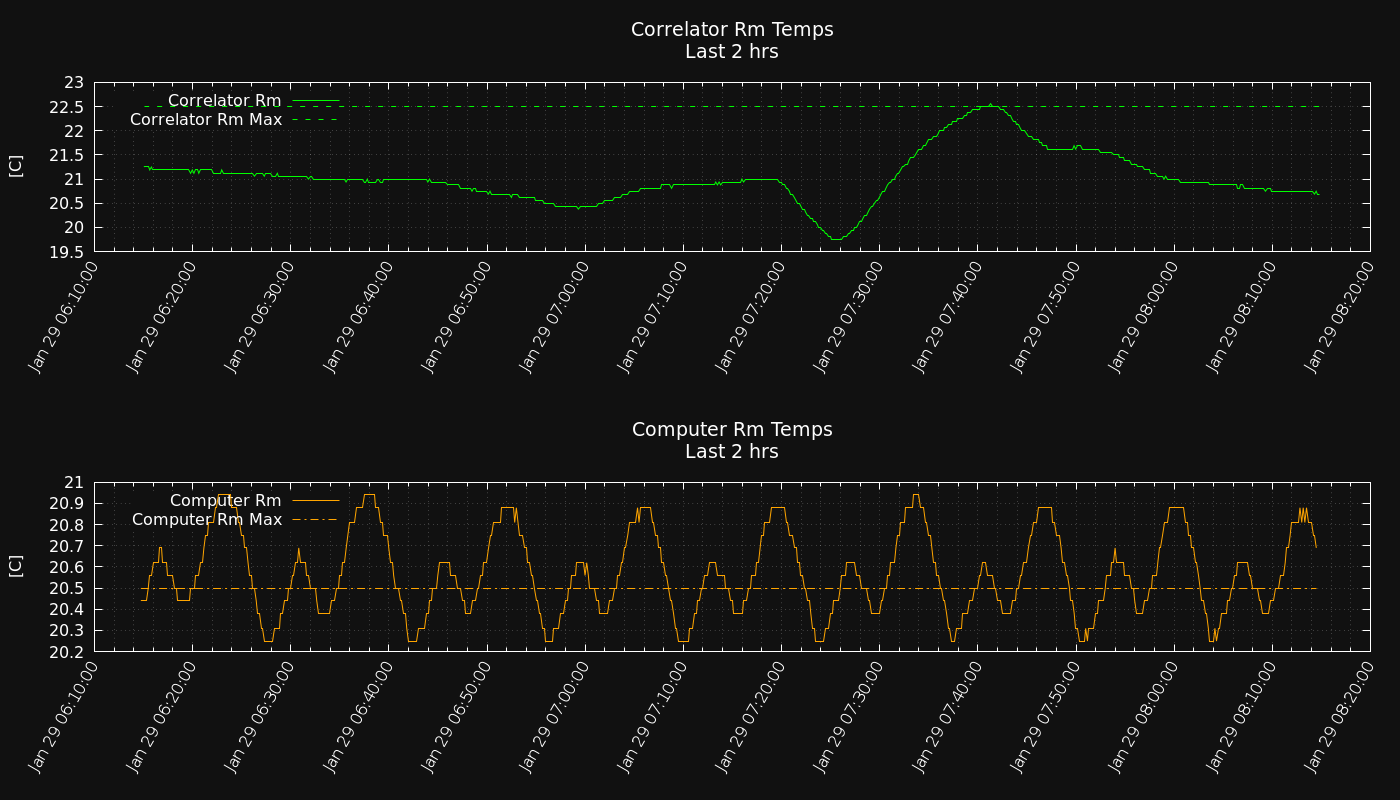 Correlator Rm Temps
Last 2 hrs
23
22.5
22
21.5
21
20.5
20
19.5
[C]
Correlator Rm
Correlator Rm Max
Jan 29 06:10:00
Jan 29 06:20:00
Jan 29 06:30:00
Jan 29 06:40:00
Jan 29 06:50:00
Jan 29 07:00:00
Jan 29 07:10:00
Jan 29 07:20:00
Jan 29 07:30:00
Jan 29 07:40:00
Jan 29 07:50:00
Jan 29 08:00:00
Jan 29 08:10:00
Jan 29 08:20:00
Computer Rm Temps
Last 2 hrs
21
20.9
20.8
20.7
20.6
20.5
20.4
20.3
20.2
[C]
Computer Rm
Computer Rm Max
Jan 29 06:10:00
Jan 29 06:20:00
Jan 29 06:30:00
Jan 29 06:40:00
Jan 29 06:50:00
Jan 29 07:00:00
Jan 29 07:10:00
Jan 29 07:20:00
Jan 29 07:30:00
Jan 29 07:40:00
Jan 29 07:50:00
Jan 29 08:00:00
Jan 29 08:10:00
Jan 29 08:20:00